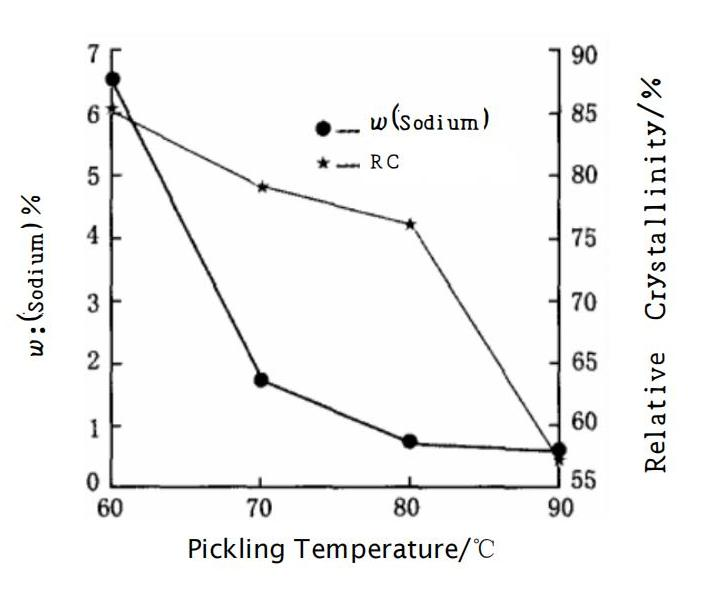 7
6
5
4
3
2
1
0
90
85
80
75
70
65
60
55
w(Sodium)
RC
w:(Sodium)%
Relative Crystallinity/%
60 70 80 90
Pickling Temperature/℃